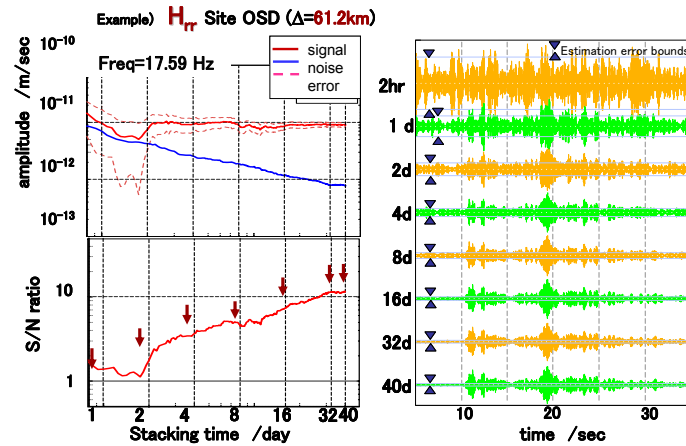 Example) Hrr Site OSD (Δ=61.2km)
10-10
10-11
10-12
10-13
amplitude /m/sec
Freq=17.59 Hz
signal
noise
error
S/N ratio
10
1
1 2 4 8 16 32 40
Stacking time /day
Estimation error bounds
2hr
1 d
2d
4d
8d
16d
32d
40d
10 20 30
time /sec